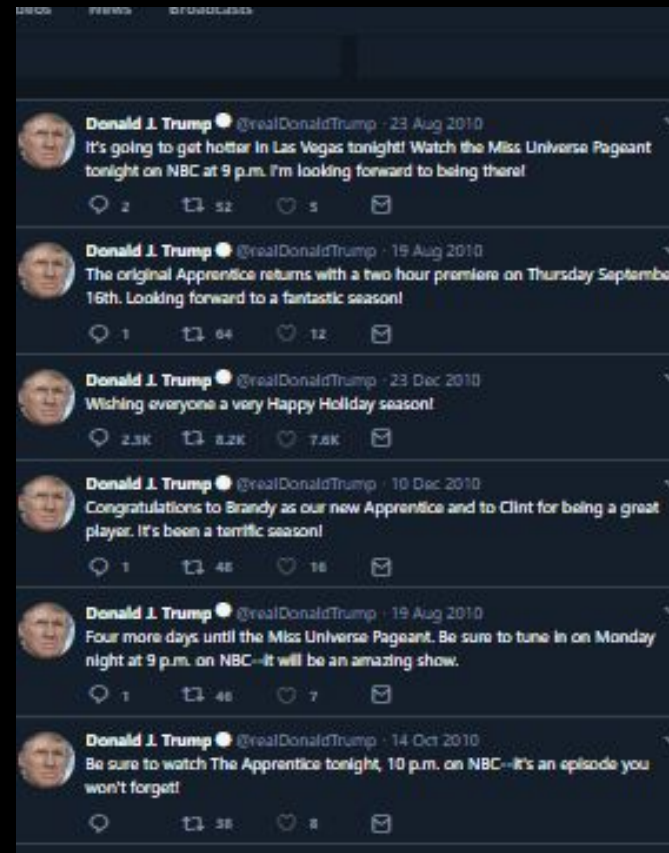 Videos News Broadcasts
Donald J. Trump @realDonaldTrump · 23 Aug 2010
It's going to get hotter in Las Vegas tonight! Watch the Miss Universe Pageant
tonight on NBC at 9 p.m. I'm looking forward to being there!
2 52 5
Donald J. Trump @realDonaldTrump · 19 Aug 2010
The original Apprentice returns with a two hour premiere on Thursday Septembe
16th. Looking forward to a fantastic season!
1 64 12
Donald J. Trump @realDonaldTrump · 23 Dec 2010
Wishing everyone a very Happy Holiday season!
2.3K 8.2K 7.6K
Donald J. Trump @realDonaldTrump · 10 Dec 2010
Congratulations to Brandy as our new Apprentice and to Clint for being a great
player. It's been a terrific season!
1 48 16
Donald J. Trump @realDonaldTrump · 19 Aug 2010
Four more days until the Miss Universe Pageant. Be sure to tune in on Monday
night at 9 p.m. on NBC--it will be an amazing show.
1 46 7
Donald J. Trump @realDonaldTrump · 14 Oct 2010
Be sure to watch The Apprentice tonight, 10 p.m. on NBC--it's an episode you
won't forget!
38 8